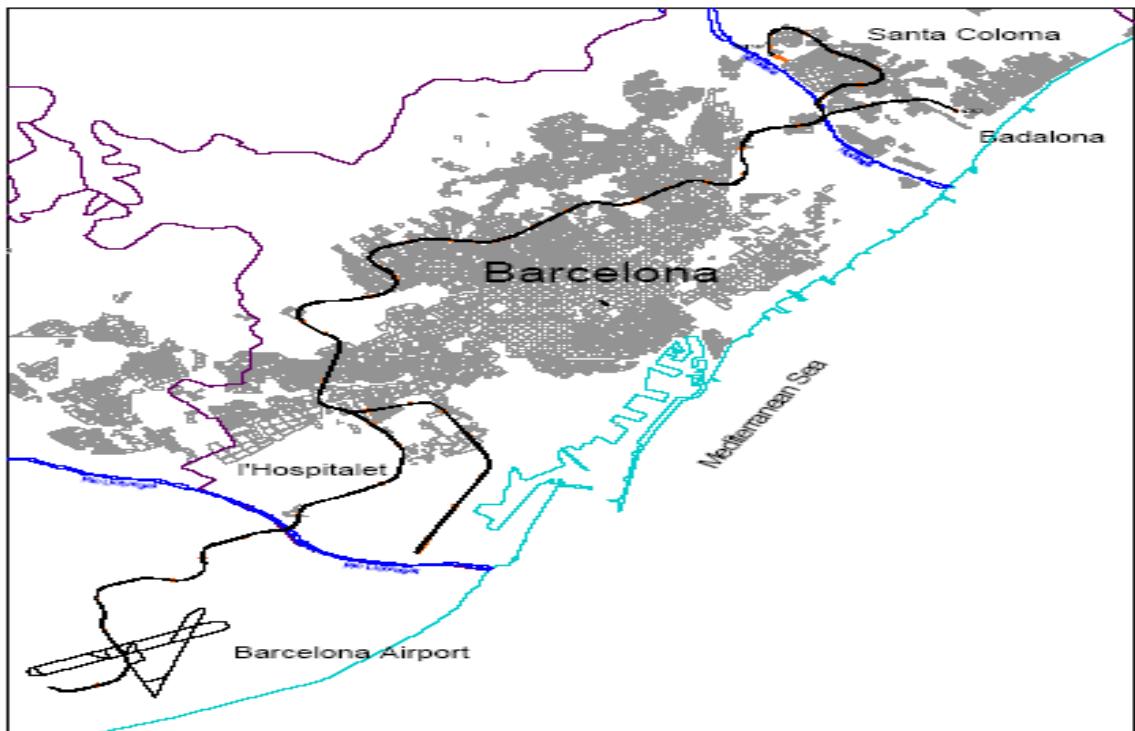 Santa Coloma
Badalona
Barcelona
Mediterranean Sea
l'Hospitalet
Barcelona Airport